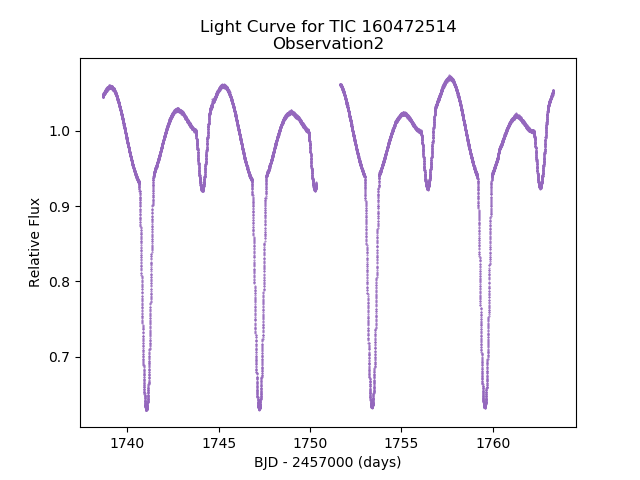 Light Curve for TIC 160472514
Observation2
1.0
0.9
0.8
0.7
Relative Flux
1740
1745
1750
1755
1760
BJD - 2457000 (days)